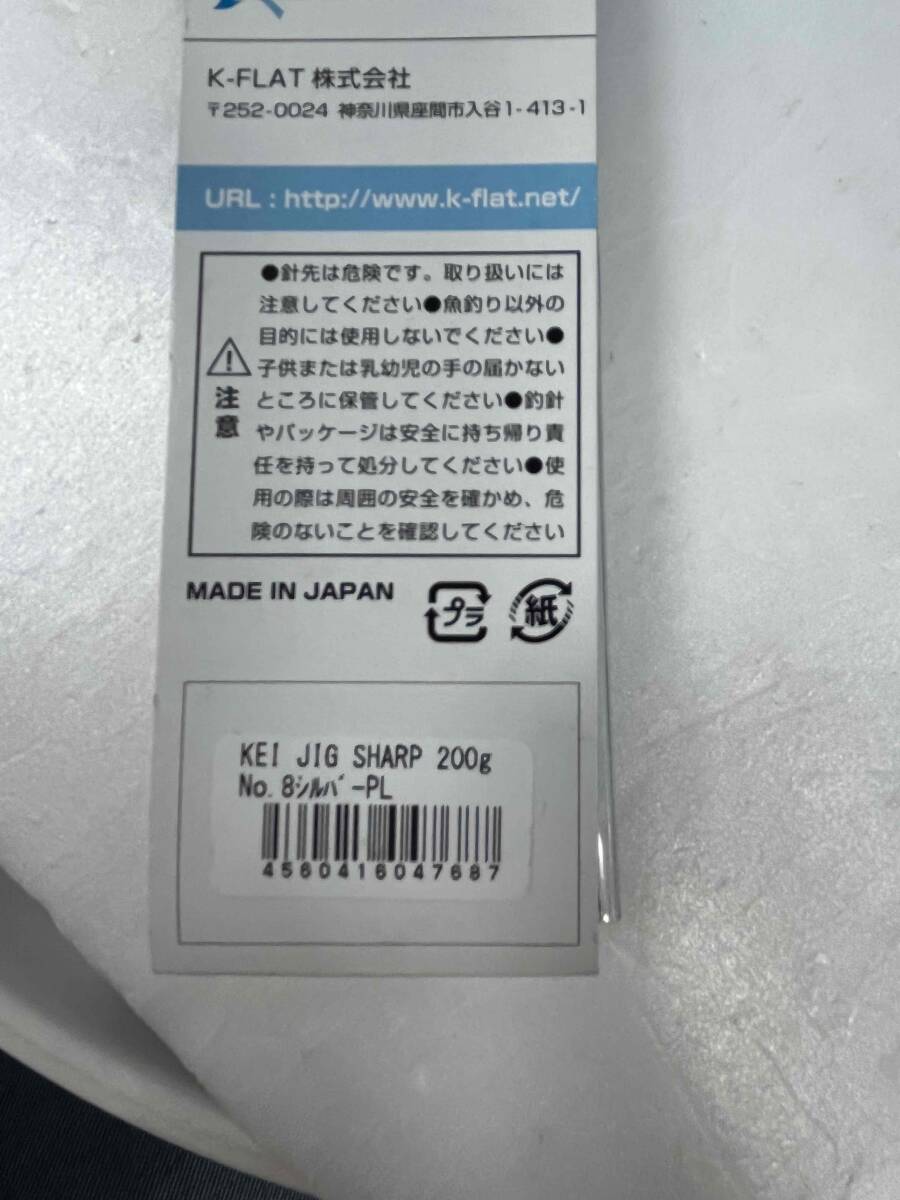 K-FLAT 株式会社
〒252-0024 神奈川県座間市入谷1-413-1
URL : http://www.k-flat.net/
注意
●針先は危険です。取り扱いには
注意してください●魚釣り以外の
目的には使用しないでください●
子供または乳幼児の手の届かない
ところに保管してください●釣針
やパッケージは安全に持ち帰り責
任を持って処分してください●使
用の際は周囲の安全を確かめ、危
険のないことを確認してください
MADE IN JAPAN
プラ
紙
KEI JIG SHARP 200g
No. 8ｼﾙﾊﾞｰPL
4560416047687